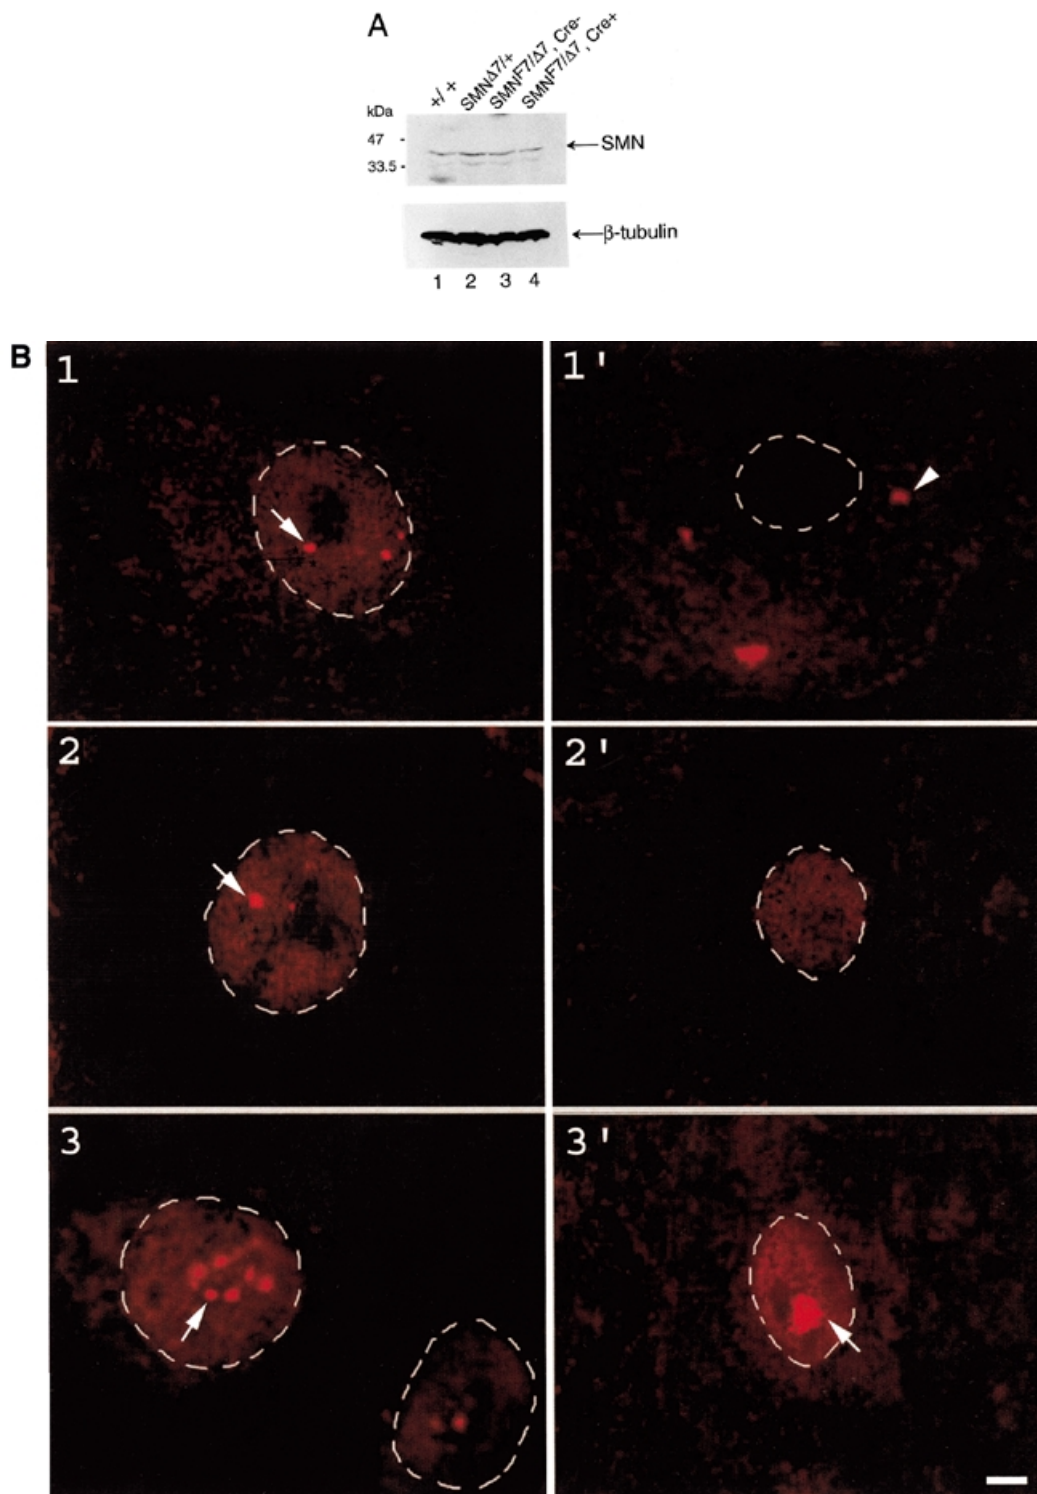 A
+/+ SMNΔ7/+ SMNF7/Δ7, Cre- SMNF7/Δ7, Cre+
kDa
47
SMN
33.5
β-tubulin
1 2 3 4
B
1 1'
2 2'
3 3'